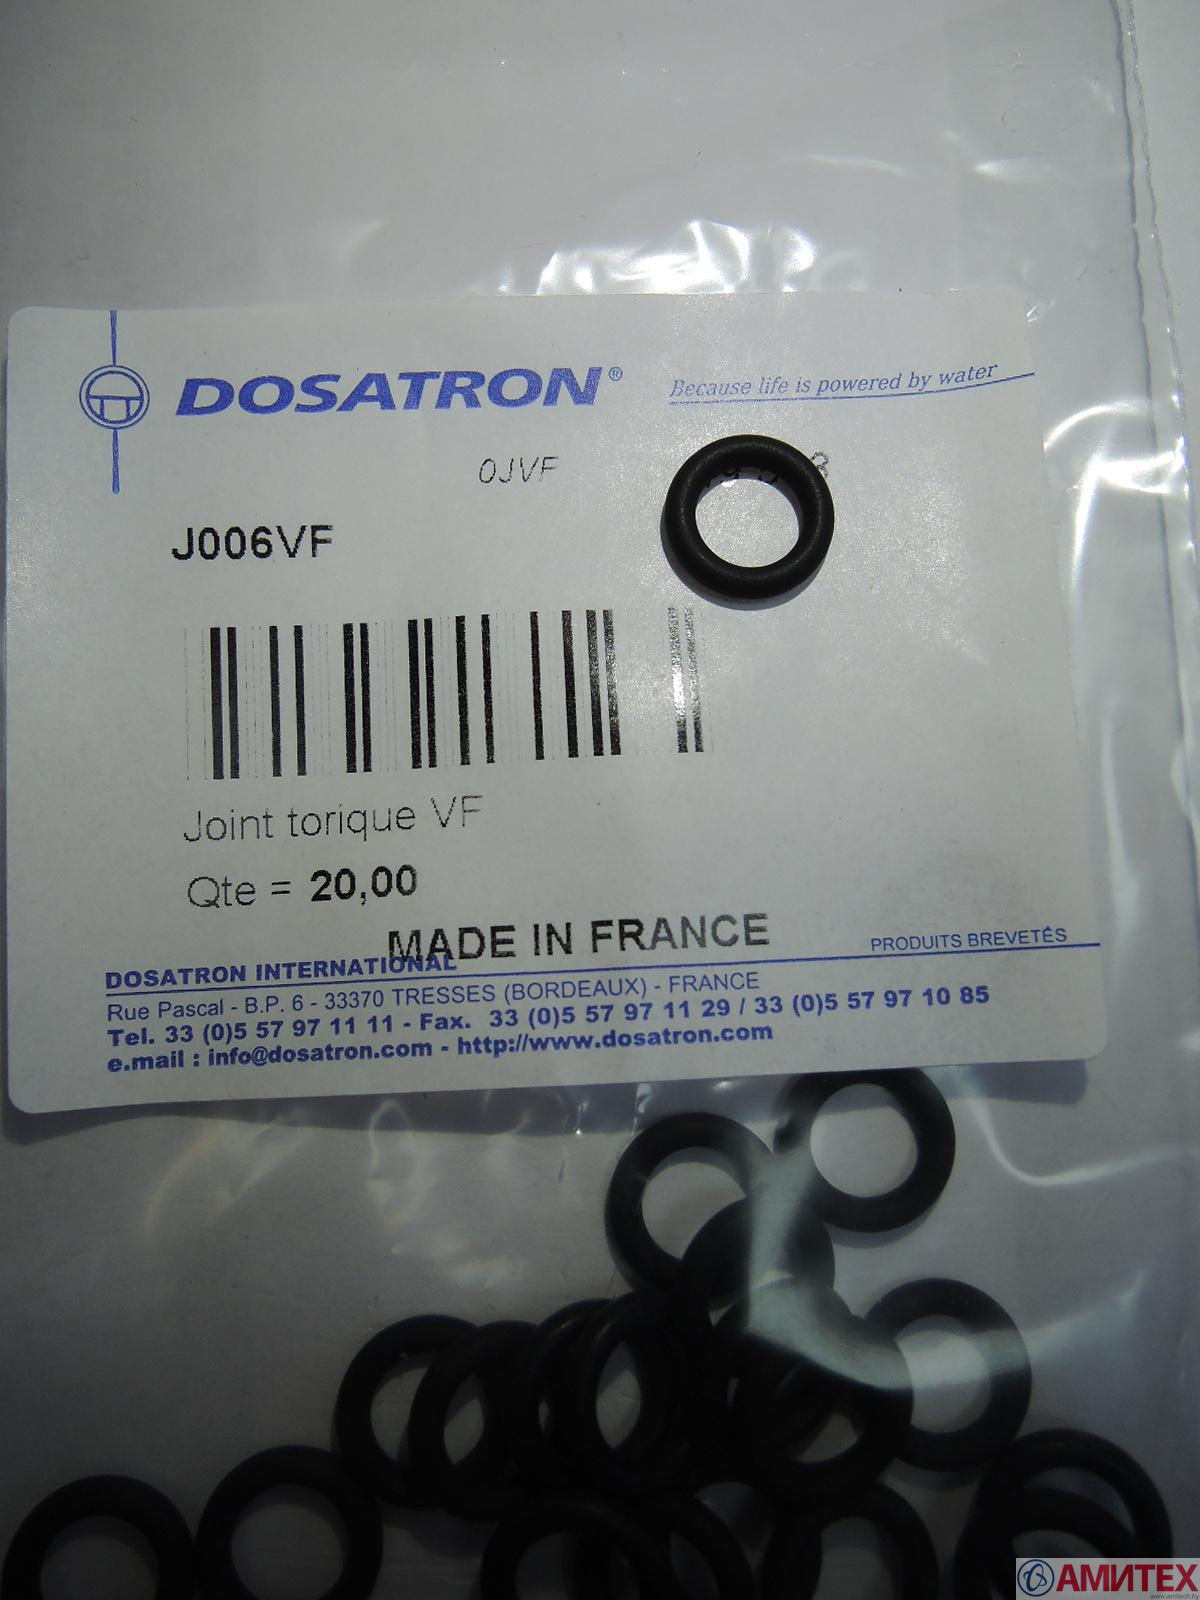 DOSATRON®
Because life is powered by water
0JVF
J006VF
Joint torique VF
Qte = 20,00
MADE IN FRANCE
PRODUITS BREVETÉS
DOSATRON INTERNATIONAL
Rue Pascal - B.P. 6 - 33370 TRESSES (BORDEAUX) - FRANCE
Tel. 33 (0)5 57 97 11 11 - Fax. 33 (0)5 57 97 11 29 / 33 (0)5 57 97 10 85
e.mail : info@dosatron.com - http://www.dosatron.com
АМИТЕХ
www.amitech.by